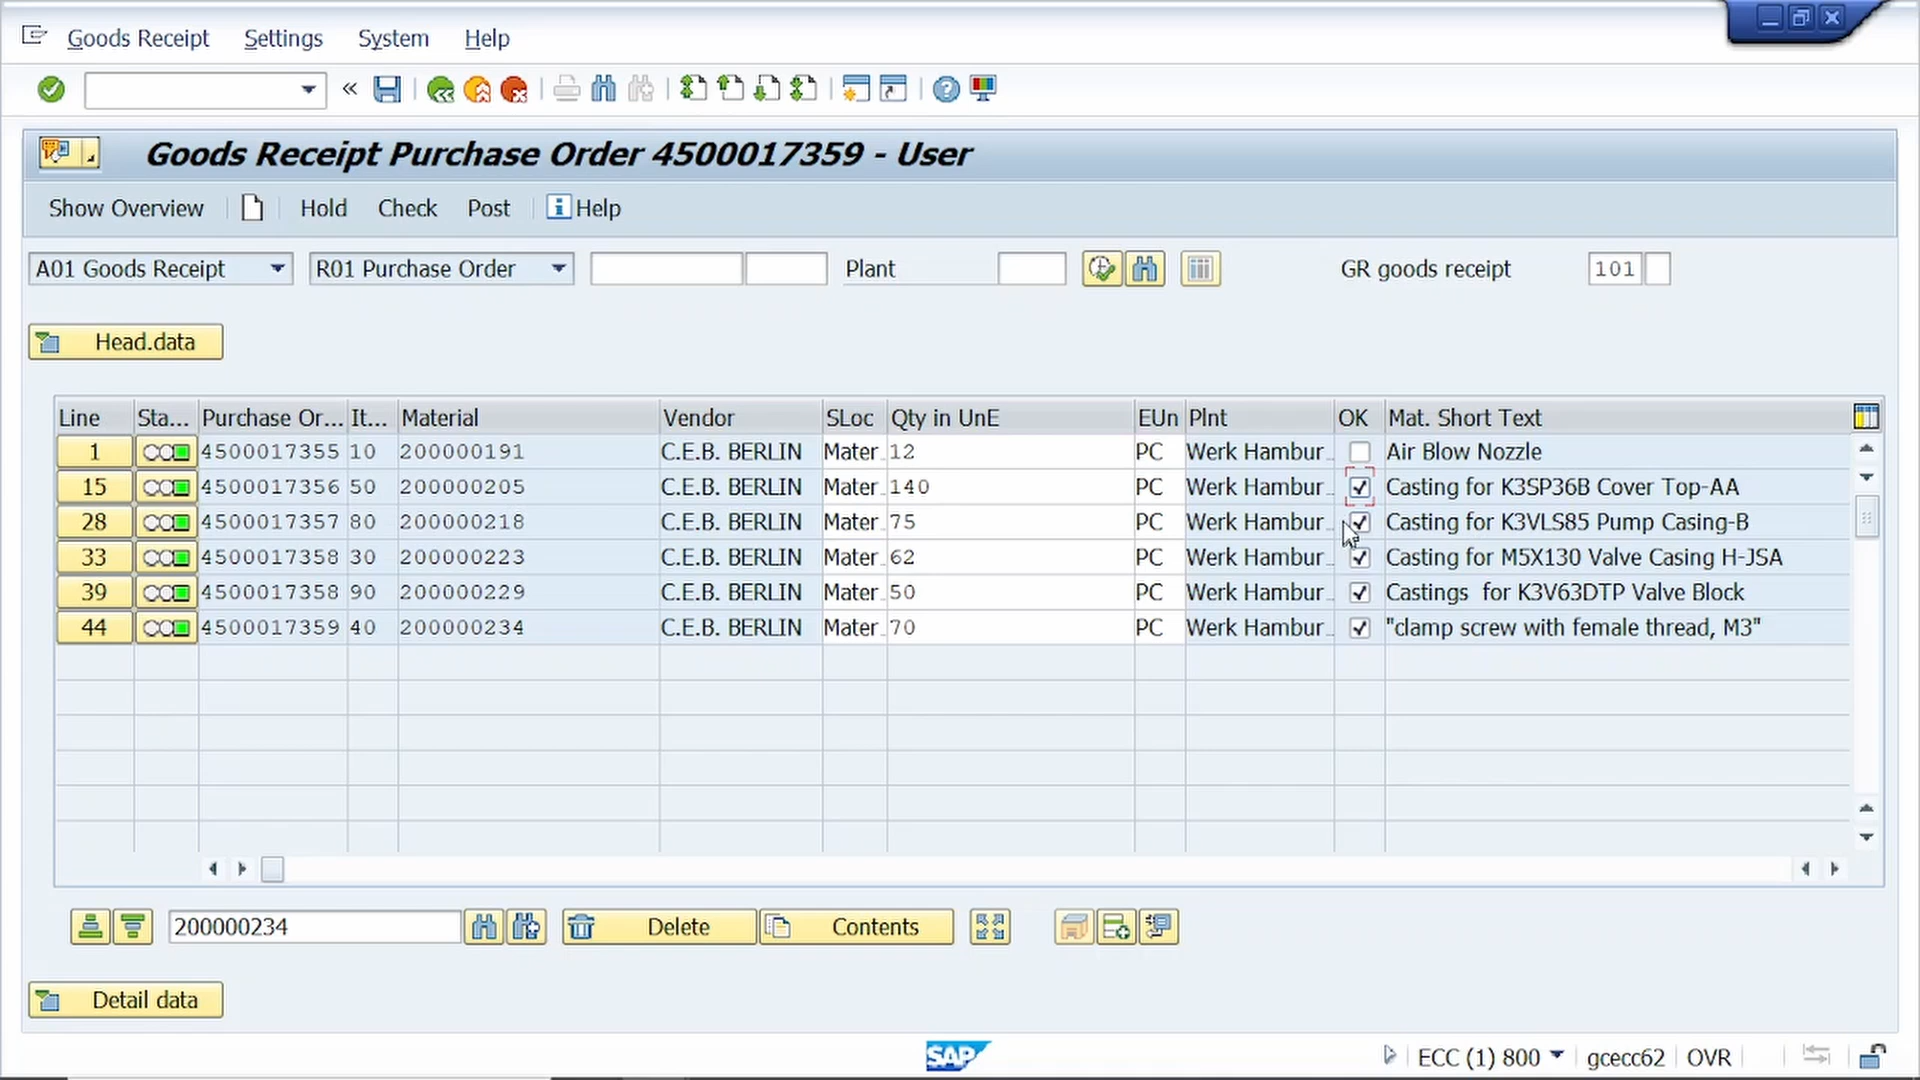 Goods Receipt Settings System Help
«
Goods Receipt Purchase Order 4500017359 - User
Show Overview Hold Check Post Help
A01 Goods Receipt R01 Purchase Order Plant GR goods receipt 101
Head.data
Line Sta... Purchase Or... It... Material Vendor SLoc Qty in UnE EUn Plnt OK Mat. Short Text
1 4500017355 10 200000191 C.E.B. BERLIN Mater 12 PC Werk Hambur Air Blow Nozzle
15 4500017356 50 200000205 C.E.B. BERLIN Mater 140 PC Werk Hambur Casting for K3SP36B Cover Top-AA
28 4500017357 80 200000218 C.E.B. BERLIN Mater 75 PC Werk Hambur Casting for K3VLS85 Pump Casing-B
33 4500017358 30 200000223 C.E.B. BERLIN Mater 62 PC Werk Hambur Casting for M5X130 Valve Casing H-JSA
39 4500017358 90 200000229 C.E.B. BERLIN Mater 50 PC Werk Hambur Castings for K3V63DTP Valve Block
44 4500017359 40 200000234 C.E.B. BERLIN Mater 70 PC Werk Hambur "clamp screw with female thread, M3"
200000234 Delete Contents
Detail data
SAP ECC (1) 800 gcecc62 OVR